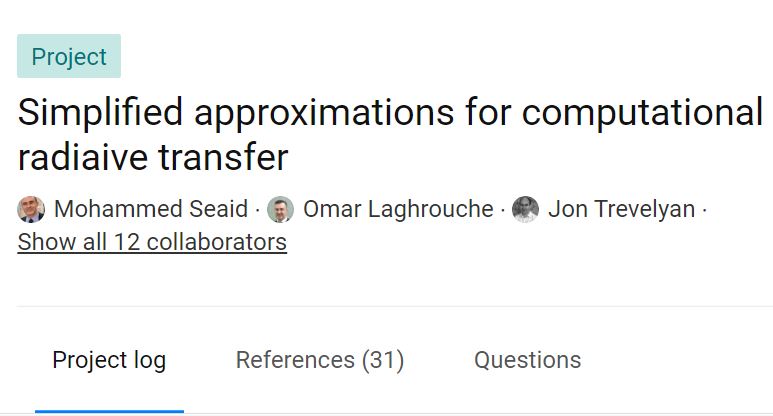 Project
Simplified approximations for computational
radiaive transfer
Mohammed Seaid · Omar Laghrouche · Jon Trevelyan ·
Show all 12 collaborators
Project log References (31) Questions